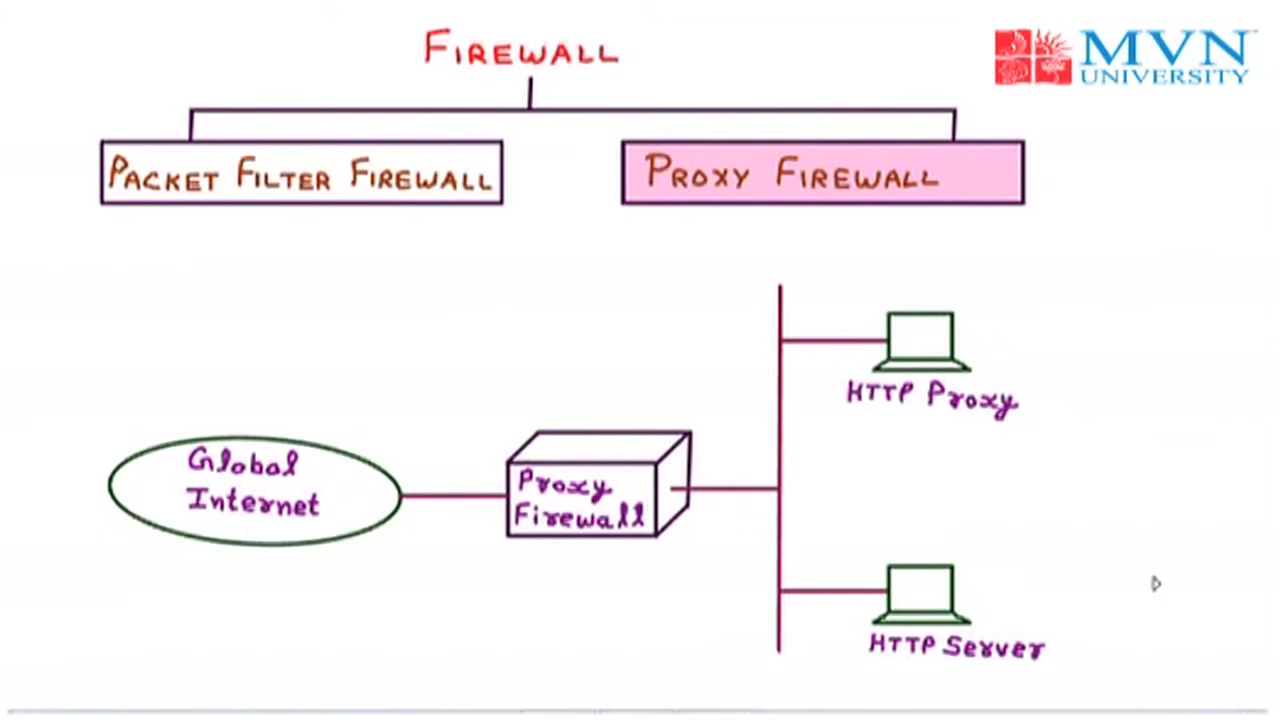 FIREWALL
MVN
UNIVERSITY
PACKET FILTER FIREWALL
PROXY FIREWALL
HTTP Proxy
Global
Internet
Proxy
Firewall
HTTP Server